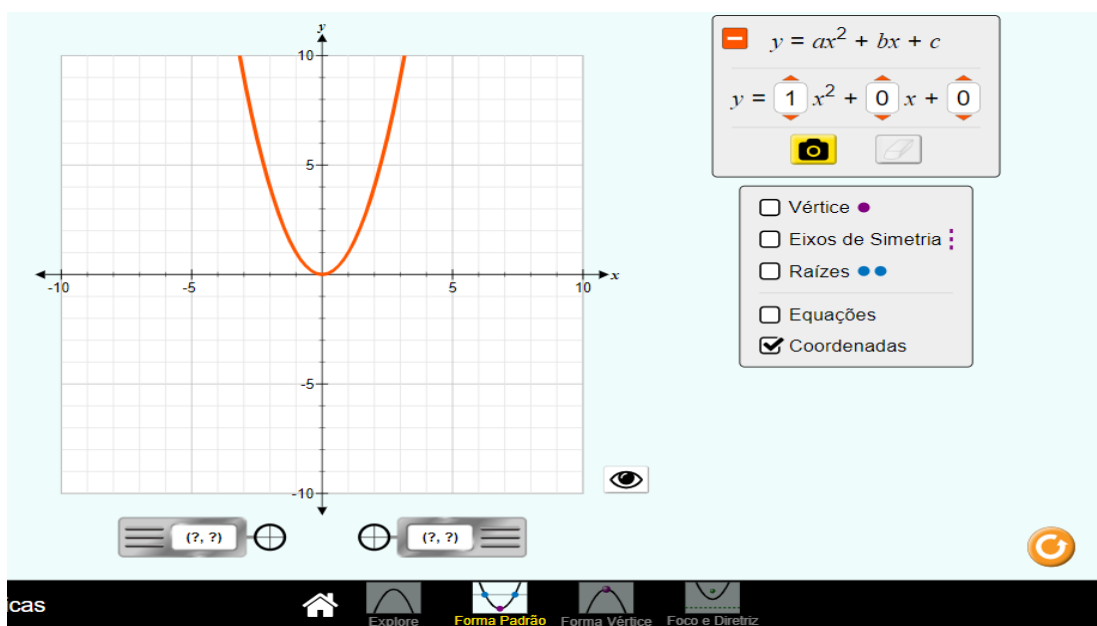 y
10
5
-10
-5
5
10
x
-5
-10
(?, ?)
(?, ?)
y = ax² + bx + c
y = 1 x² + 0 x + 0
Vértice
Eixos de Simetria
Raízes
Equações
Coordenadas
icas
Explore
Forma Padrão
Forma Vértice
Foco e Diretriz